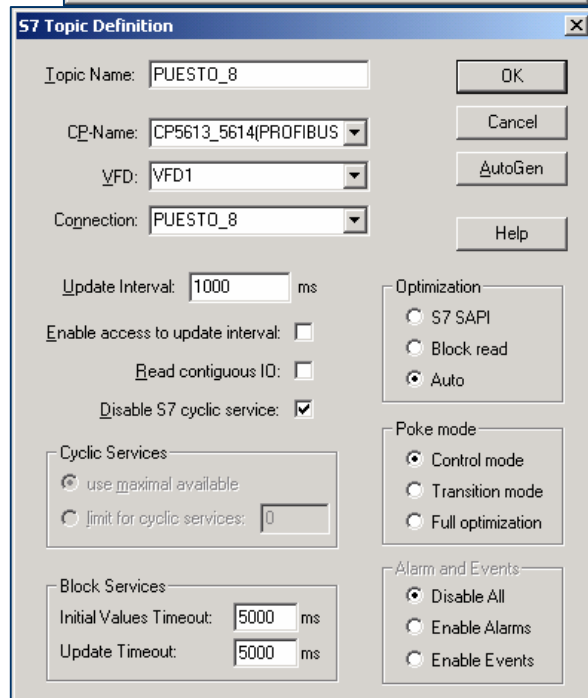 S7 Topic Definition
Topic Name: PUESTO_8
OK
CP-Name: CP5613_5614(PROFIBUS
Cancel
VFD: VFD1
AutoGen
Connection: PUESTO_8
Help
Update Interval: 1000 ms
Enable access to update interval:
Read contiguous IO:
Disable S7 cyclic service:
Optimization
S7 SAPI
Block read
Auto
Cyclic Services
use maximal available
limit for cyclic services: 0
Poke mode
Control mode
Transition mode
Full optimization
Block Services
Initial Values Timeout: 5000 ms
Update Timeout: 5000 ms
Alarm and Events
Disable All
Enable Alarms
Enable Events